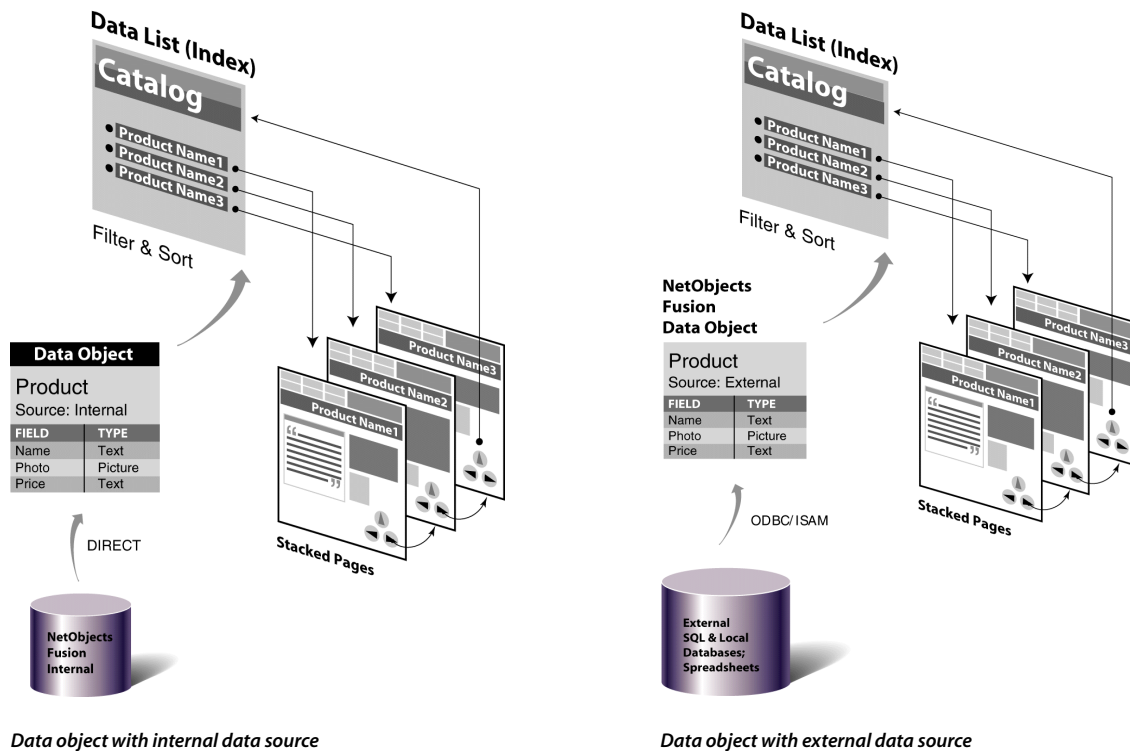 Data List (Index)
Catalog
Product Name1
Product Name2
Product Name3
Filter & Sort
Data Object
Product
Source: Internal
FIELD TYPE
Name Text
Photo Picture
Price Text
DIRECT
NetObjects
Fusion
Internal
Product Name3
Product Name2
Product Name1
“
”
Stacked Pages
Data object with internal data source
Data List (Index)
Catalog
Product Name1
Product Name2
Product Name3
Filter & Sort
NetObjects
Fusion
Data Object
Product
Source: External
FIELD TYPE
Name Text
Photo Picture
Price Text
ODBC/ISAM
External
SQL & Local
Databases;
Spreadsheets
Product Name3
Product Name2
Product Name1
“
”
Stacked Pages
Data object with external data source